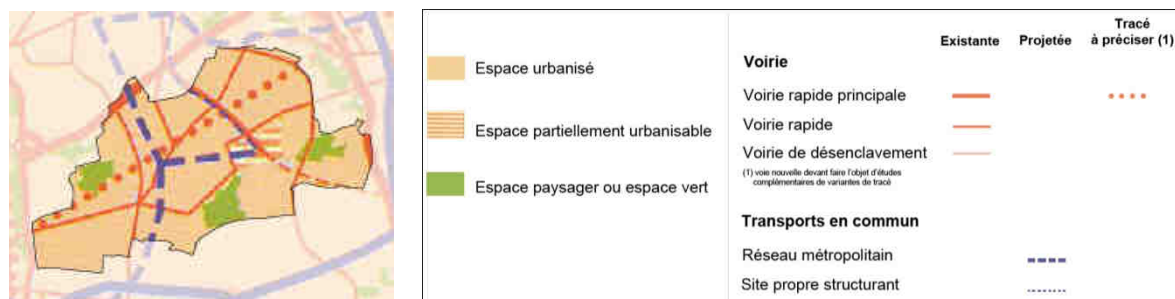 Espace urbanisé
Espace partiellement urbanisable
Espace paysager ou espace vert
Existante
Projetée
Tracé
à préciser (1)
Voirie
Voirie rapide principale
Voirie rapide
Voirie de désenclavement
(1) voie nouvelle devant faire l'objet d'études
complémentaires de variantes de tracé
Transports en commun
Réseau métropolitain
Site propre structurant